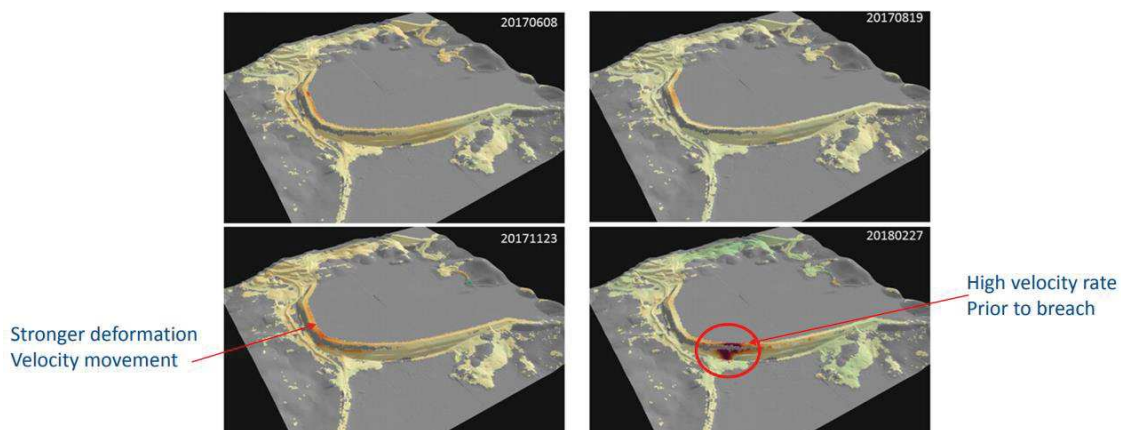 20170608
20170819
20171123
20180227
High velocity rate
Prior to breach
Stronger deformation
Velocity movement